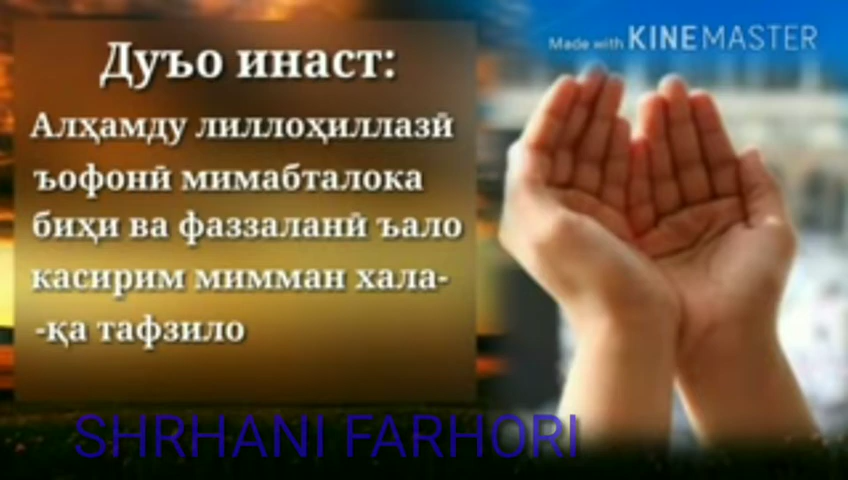 Дуъо инаст:
Made with KINEMASTER
Алҳамду лиллоҳиллазӣ
ъофонӣ мимабталока
биҳи ва фаззаланӣ ъало
касирим мимман хала-
-қа тафзило
SHRHANI FARHORI